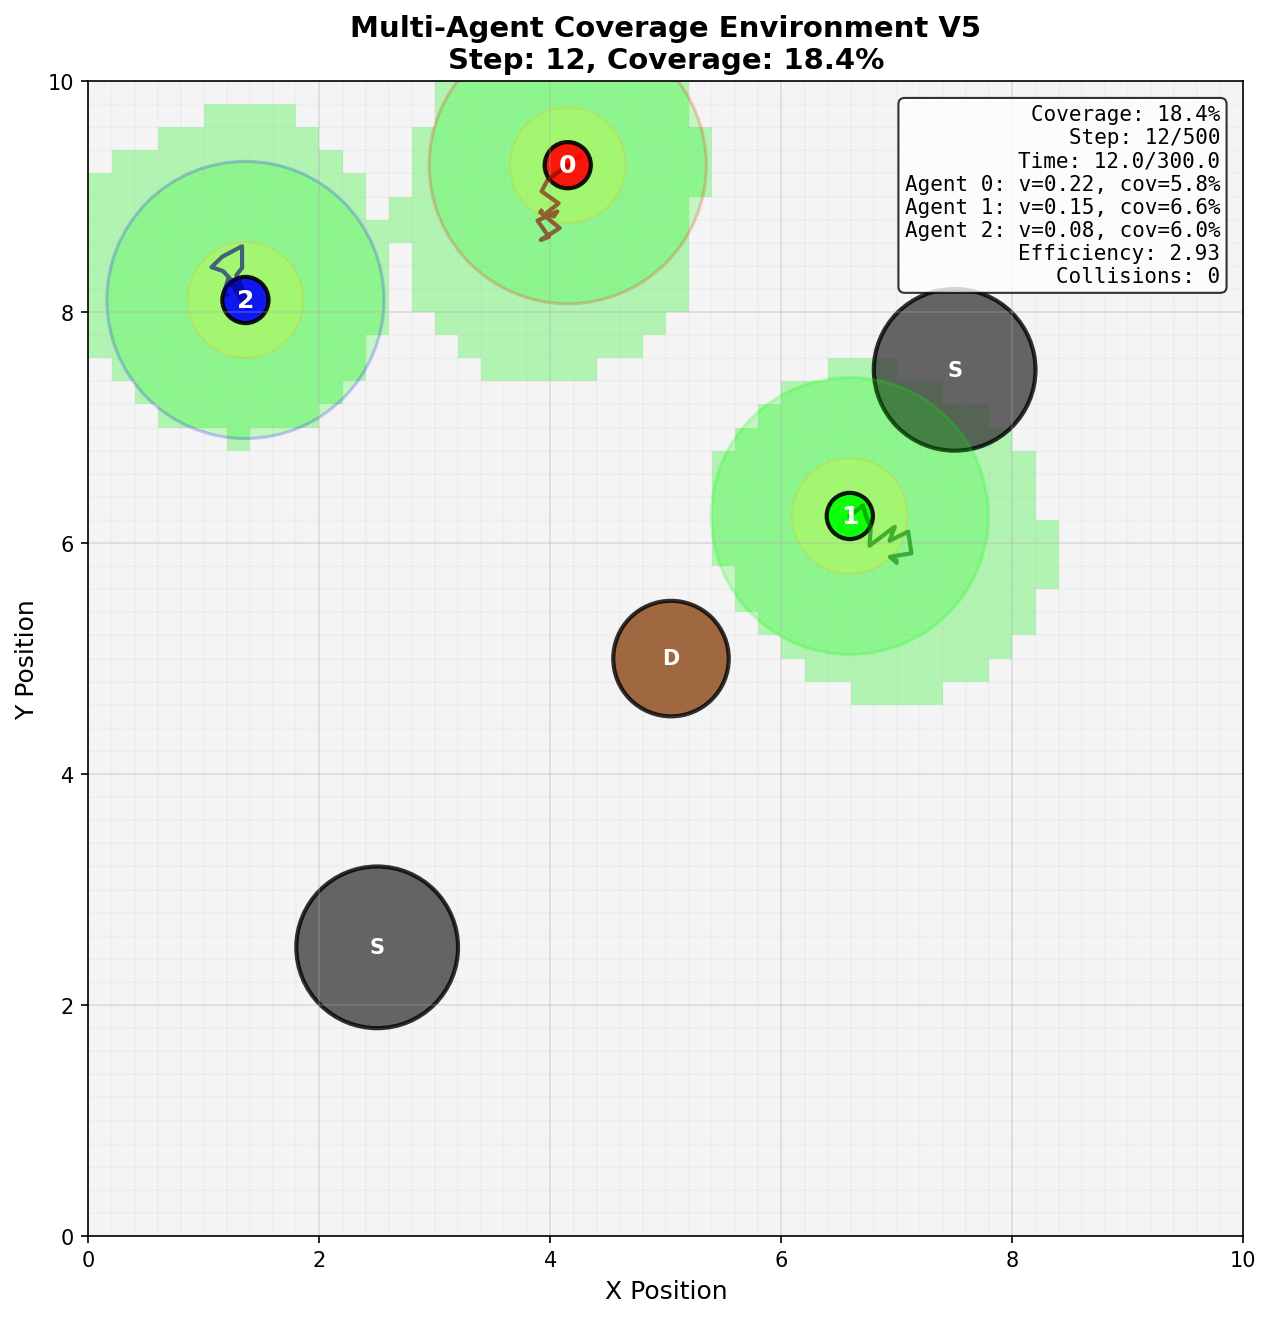 Multi-Agent Coverage Environment V5
Step: 12, Coverage: 18.4%
Coverage: 18.4%
Step: 12/500
Time: 12.0/300.0
Agent 0: v=0.22, cov=5.8%
Agent 1: v=0.15, cov=6.6%
Agent 2: v=0.08, cov=6.0%
Efficiency: 2.93
Collisions: 0
10
8
6
4
2
0
Y Position
0
2
S
1
D
S
0 2 4 6 8 10
X Position